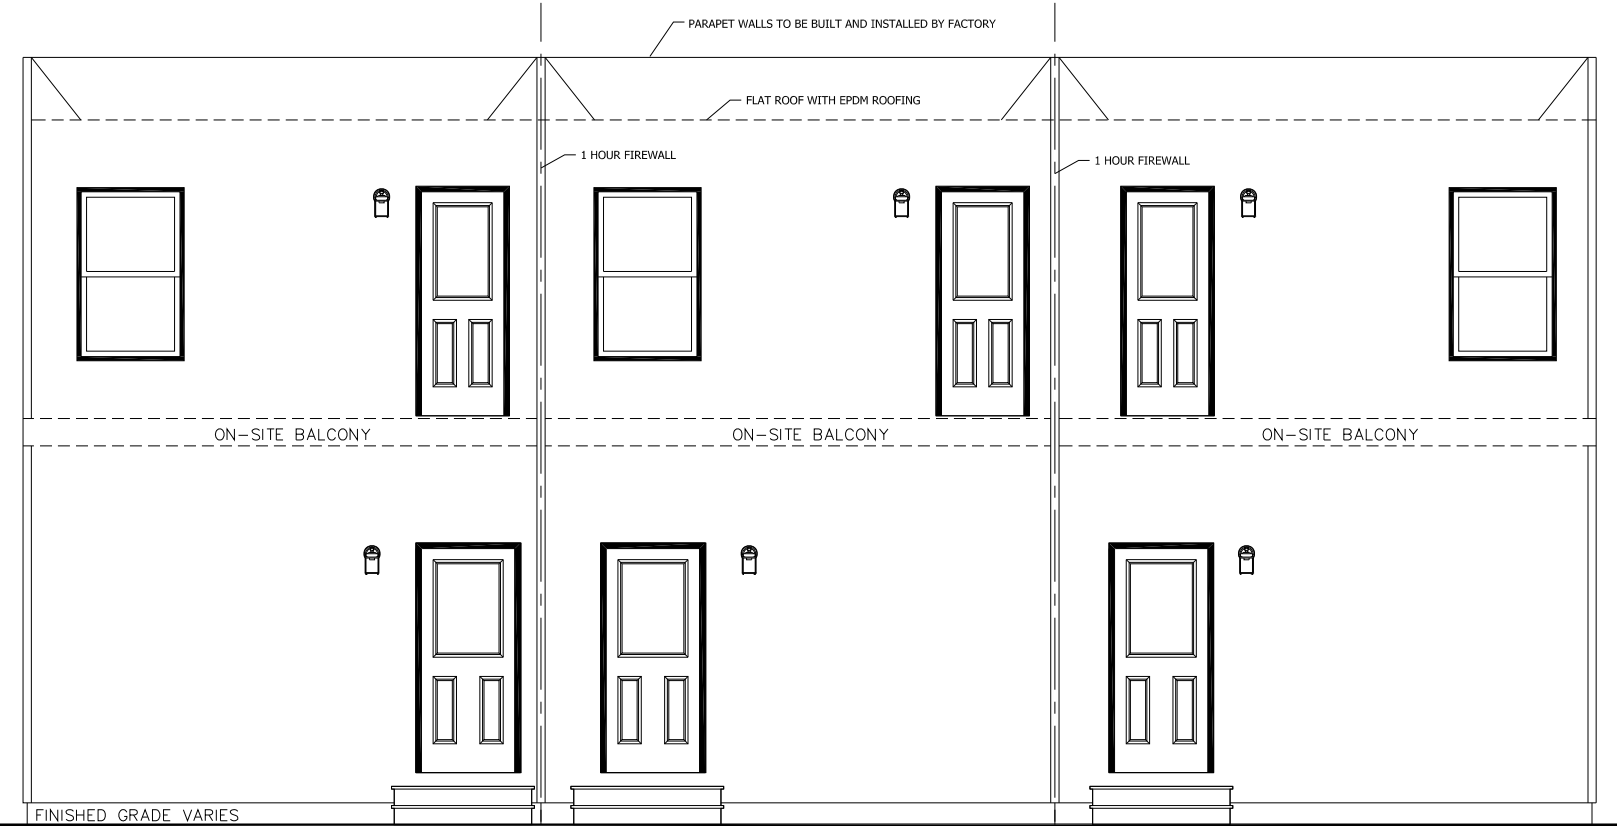 PARAPET WALLS TO BE BUILT AND INSTALLED BY FACTORY
FLAT ROOF WITH EPDM ROOFING
1 HOUR FIREWALL
1 HOUR FIREWALL
ON-SITE BALCONY
ON-SITE BALCONY
ON-SITE BALCONY
FINISHED GRADE VARIES